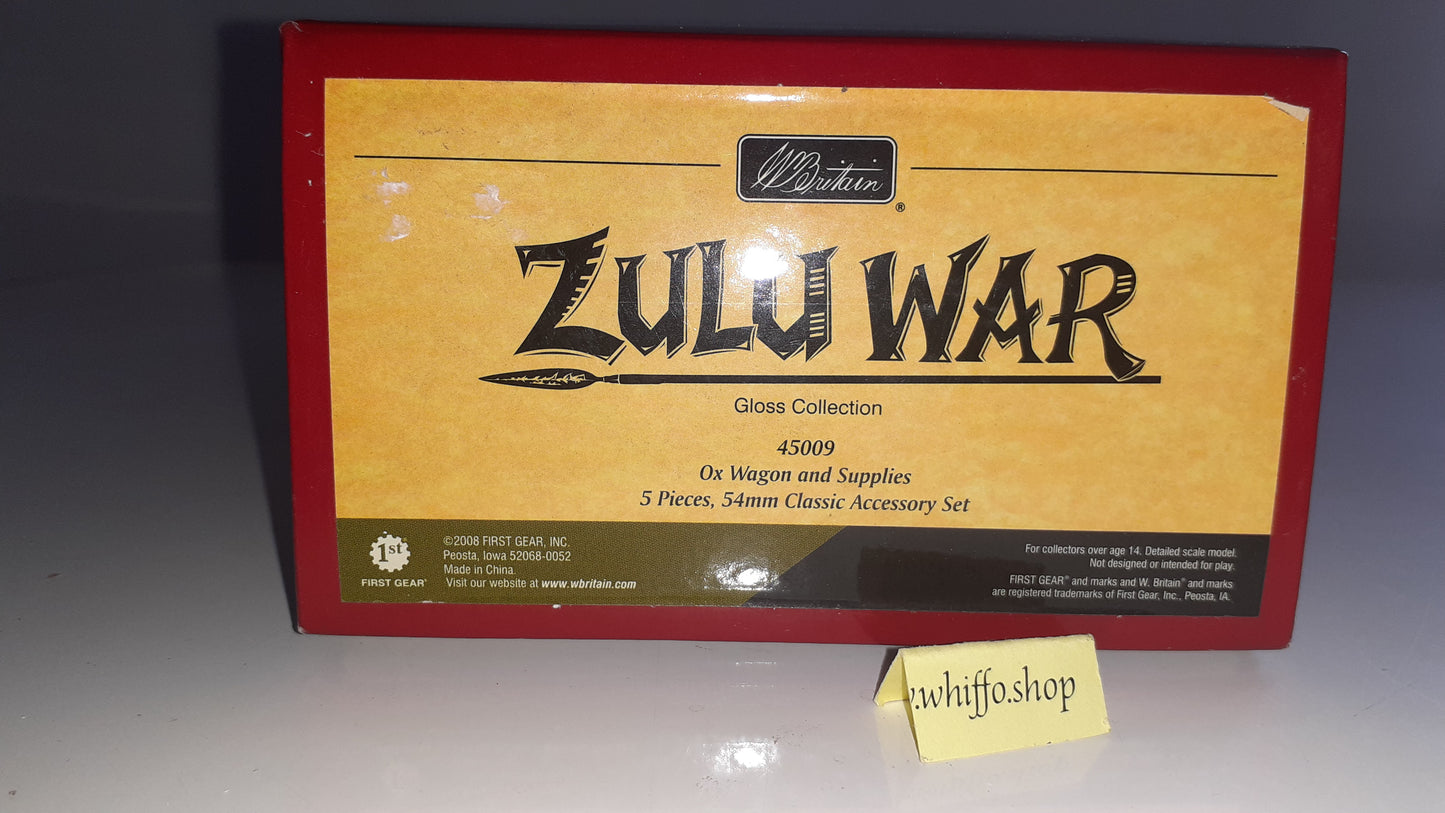 WBritain
®
ZULU WAR
Gloss Collection
45009
Ox Wagon and Supplies
5 Pieces, 54mm Classic Accessory Set
1st
FIRST GEAR®
©2008 FIRST GEAR, INC.
Peosta, Iowa 52068-0052
Made in China.
Visit our website at www.wbritain.com
For collectors over age 14. Detailed scale model.
Not designed or intended for play.
FIRST GEAR® and marks and W. Britain® and marks
are registered trademarks of First Gear, Inc., Peosta, IA.
.whiffo.shop